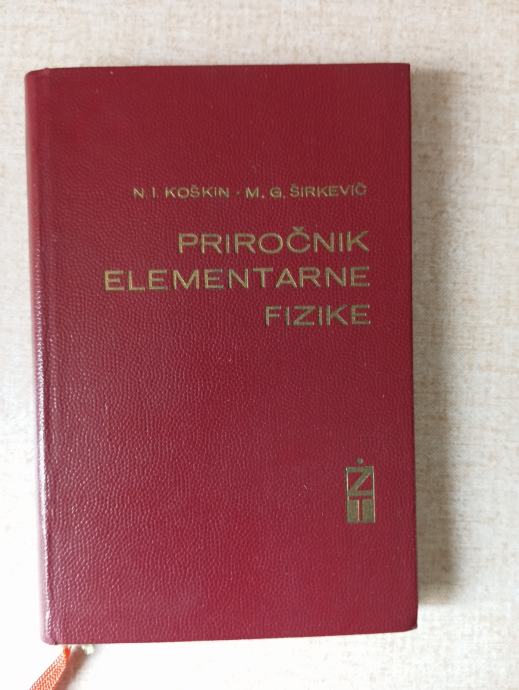 N. I. KOŠKIN · M. G. ŠIRKEVIČ
PRIROČNIK
ELEMENTARNE
FIZIKE
Ž
T